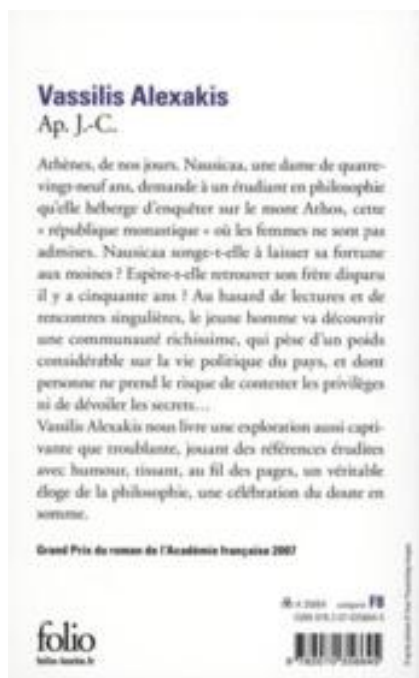 Vassilis Alexakis
Ap. J.-C.
Athènes, de nos jours. Nausicaa, une dame de quatre-
vingt-neuf ans, demande à un étudiant en philosophie
qu'elle héberge d'enquêter sur le mont Athos, cette
« république monastique » où les femmes ne sont pas
admises. Nausicaa songe-t-elle à laisser sa fortune
aux moines ? Espère-t-elle retrouver son frère disparu
il y a cinquante ans ? Au hasard de lectures et de
rencontres singulières, le jeune homme va découvrir
une communauté richissime, qui pèse d'un poids
considérable sur la vie politique du pays, et dont
personne ne prend le risque de contester les privilèges
ni de dévoiler les secrets…
Vassilis Alexakis nous livre une exploration aussi capti-
vante que troublante, jouant des références érudites
avec humour, tissant, au fil des pages, un véritable
éloge de la philosophie, une célébration du doute en
somme.
Grand Prix du roman de l'Académie française 2007
folio
folio-lesite.fr
catégorie F8
ISBN